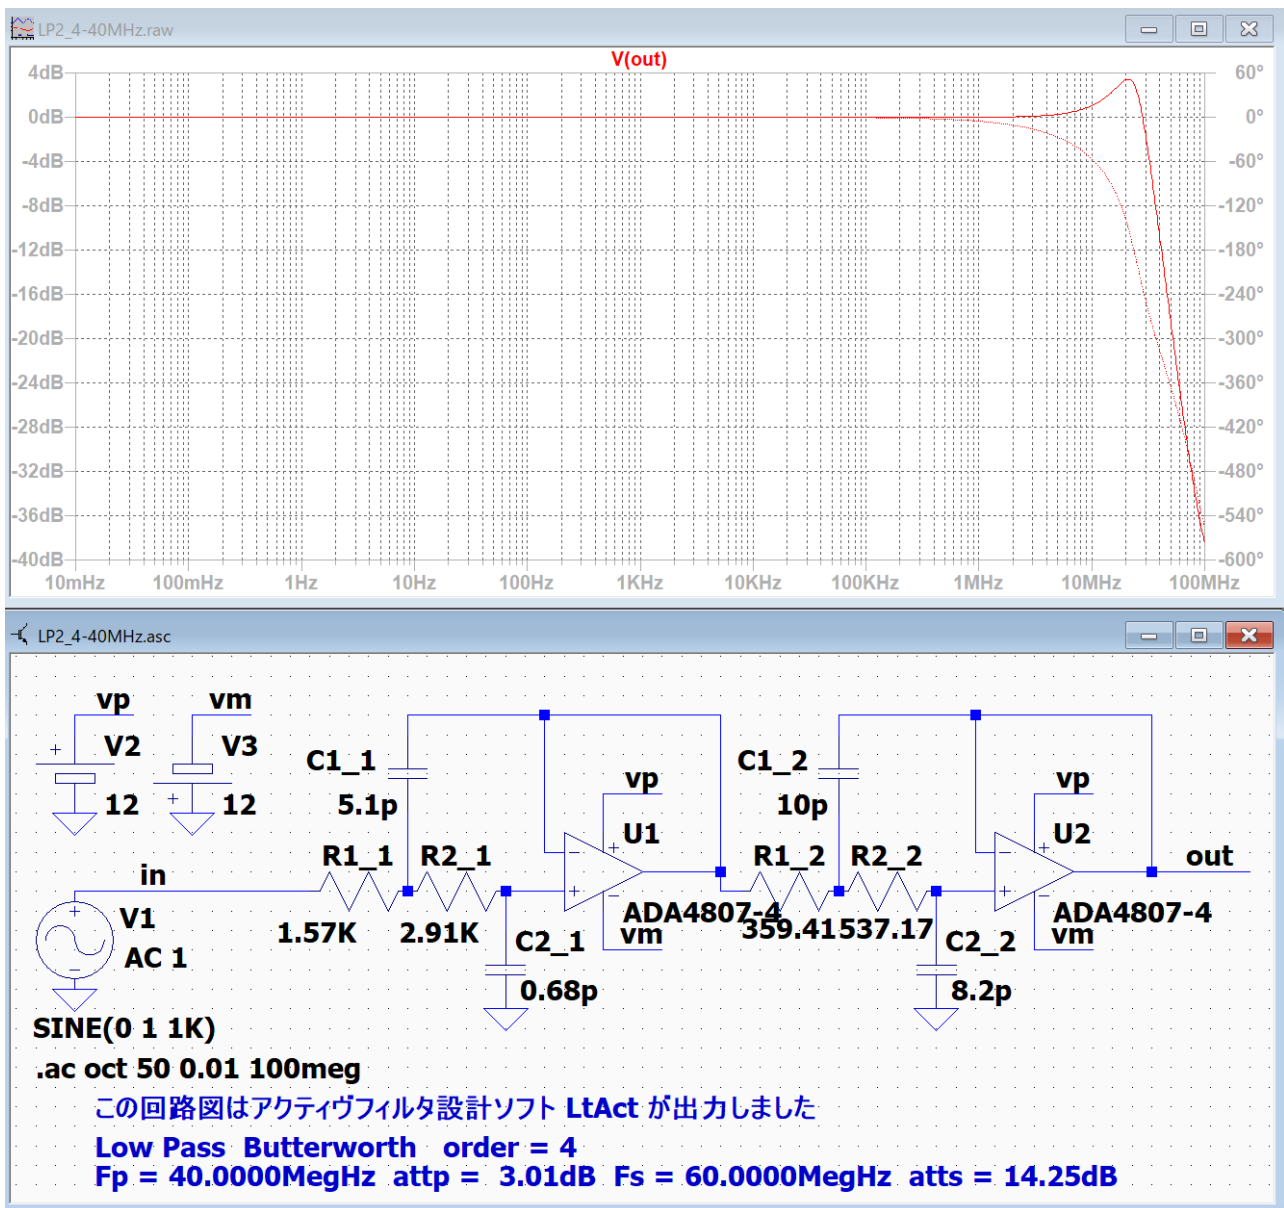 LP2_4-40MHz.raw
V(out)
4dB 60°
0dB 0°
-4dB -60°
-8dB -120°
-12dB -180°
-16dB -240°
-20dB -300°
-24dB -360°
-28dB -420°
-32dB -480°
-36dB -540°
-40dB -600°
10mHz 100mHz 1Hz 10Hz 100Hz 1KHz 10KHz 100KHz 1MHz 10MHz 100MHz
LP2_4-40MHz.asc
vp vm
V2 V3
12 12
C1_1 C1_2
5.1p 10p
vp vp
U1 U2
R1_1 R2_1 R1_2 R2_2
in out
V1
AC 1
1.57K 2.91K 359.41 537.17
ADA4807-4 ADA4807-4
vm vm
C2_1 C2_2
0.68p 8.2p
SINE(0 1 1K)
.ac oct 50 0.01 100meg
この回路図はアクティヴフィルタ設計ソフト LtAct が出力しました
Low Pass Butterworth order = 4
Fp = 40.0000MegHz attp = 3.01dB Fs = 60.0000MegHz atts = 14.25dB